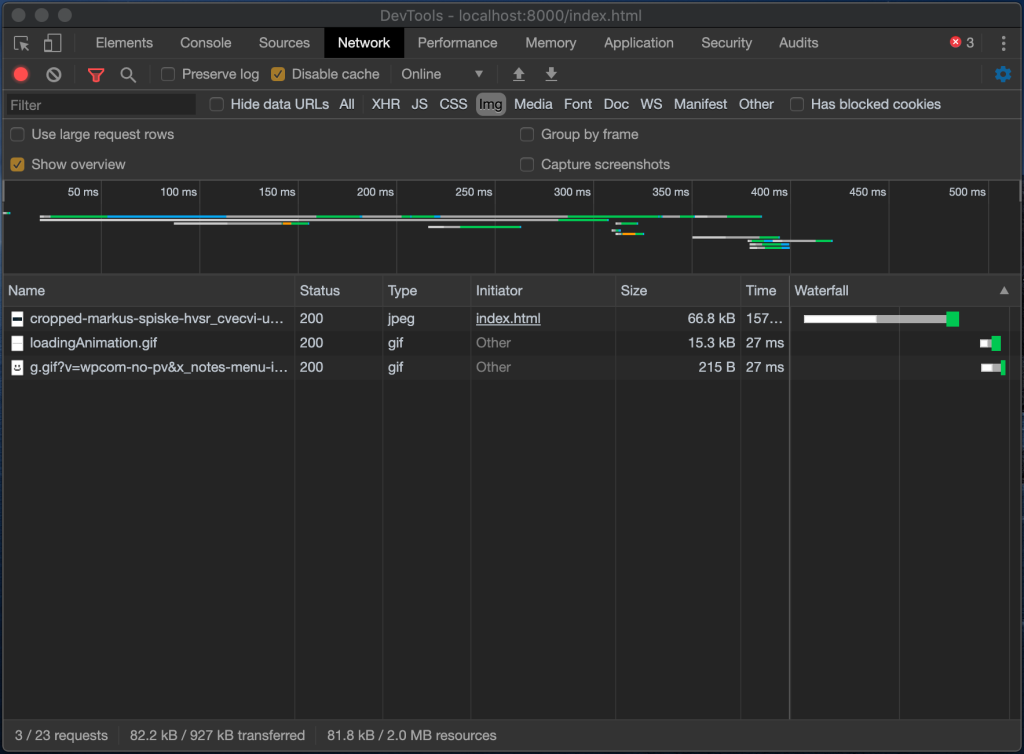 DevTools - localhost:8000/index.html
Elements Console Sources Network Performance Memory Application Security Audits 3
Preserve log Disable cache Online
Filter Hide data URLs All XHR JS CSS Img Media Font Doc WS Manifest Other Has blocked cookies
Use large request rows Group by frame
Show overview Capture screenshots
50 ms 100 ms 150 ms 200 ms 250 ms 300 ms 350 ms 400 ms 450 ms 500 ms
Name Status Type Initiator Size Time Waterfall
cropped-markus-spiske-hvsr_cvecvi-u... 200 jpeg index.html 66.8 kB 157...
loadingAnimation.gif 200 gif Other 15.3 kB 27 ms
g.gif?v=wpcom-no-pv&x_notes-menu-i... 200 gif Other 215 B 27 ms
3 / 23 requests 82.2 kB / 927 kB transferred 81.8 kB / 2.0 MB resources